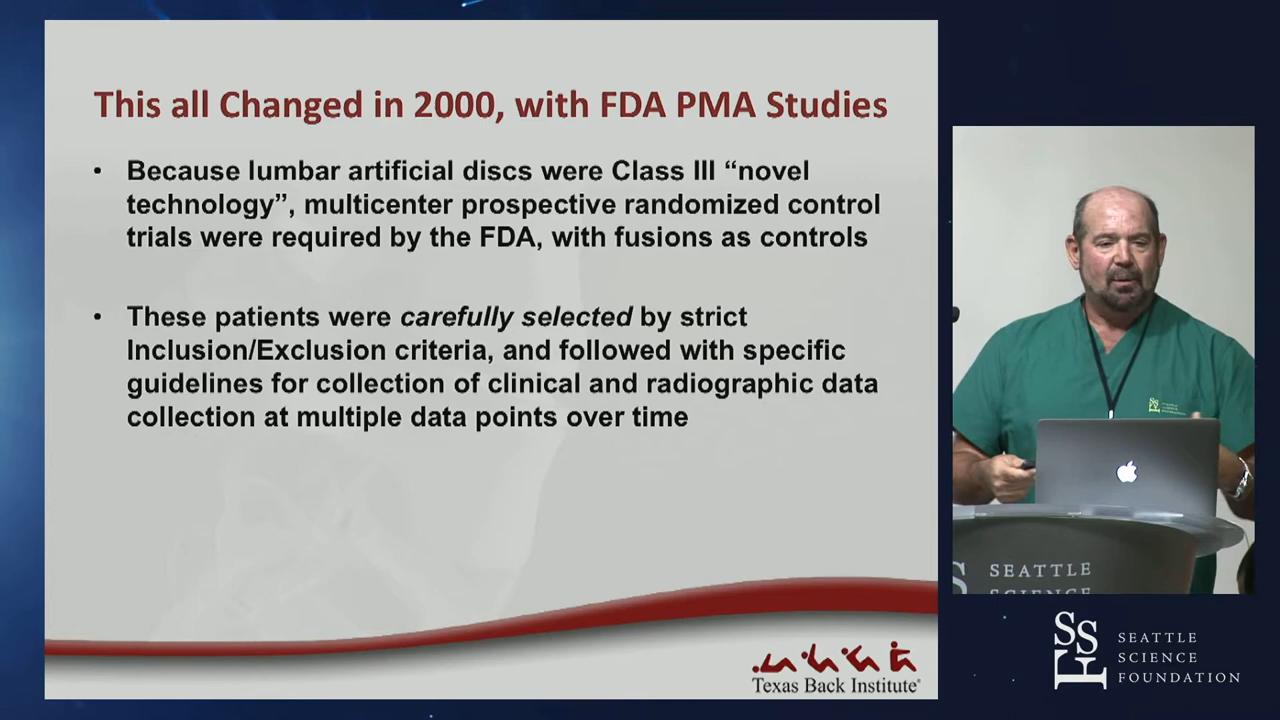 This all Changed in 2000, with FDA PMA Studies
• Because lumbar artificial discs were Class III “novel
technology”, multicenter prospective randomized control
trials were required by the FDA, with fusions as controls
• These patients were carefully selected by strict
Inclusion/Exclusion criteria, and followed with specific
guidelines for collection of clinical and radiographic data
collection at multiple data points over time
Texas Back Institute
SEATTLE
SCIENCE
SSF
SEATTLE
SCIENCE
FOUNDATION